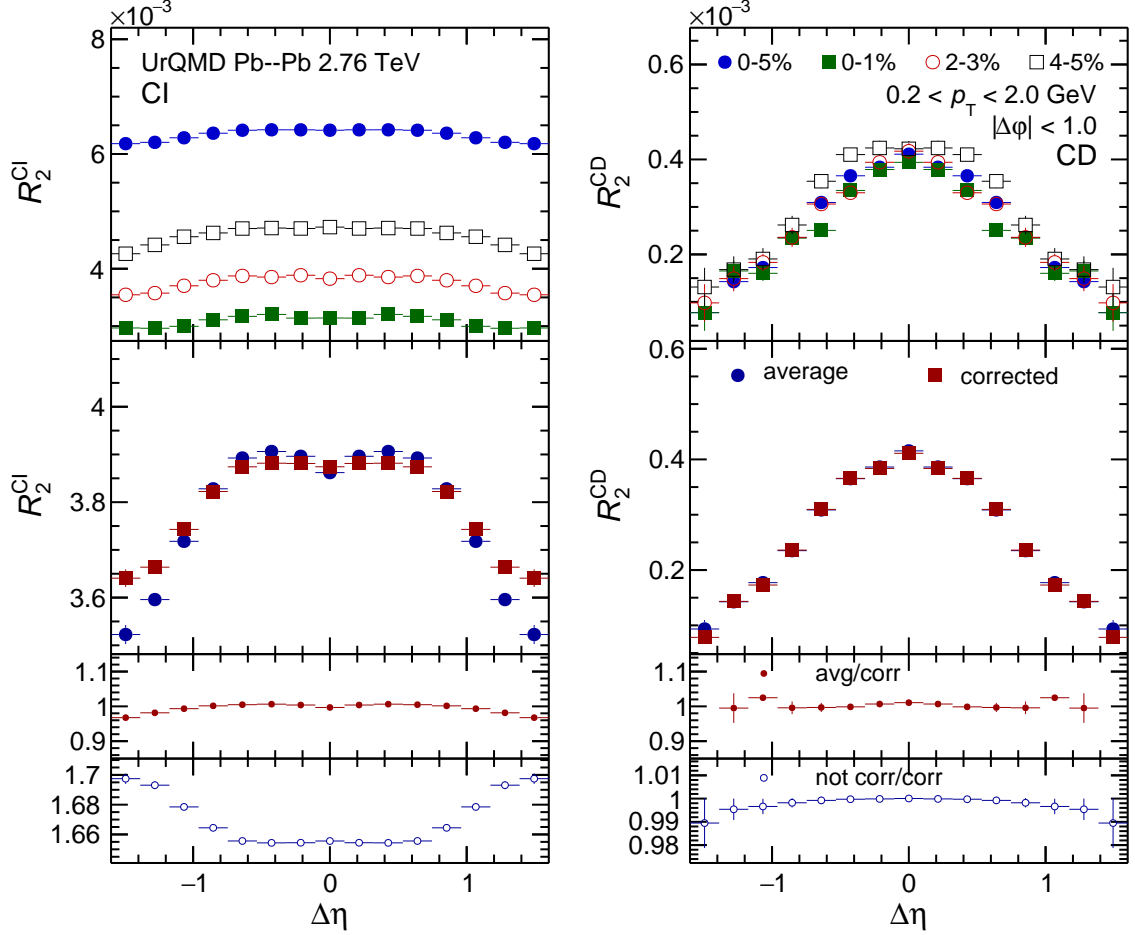 ×10⁻³
8
6
4
R₂^CI
UrQMD Pb--Pb 2.76 TeV
CI
4
3.8
3.6
R₂^CI
1.1
1
0.9
1.7
1.68
1.66
−1 0 1
Δη
×10⁻³
0.6
0.4
0.2
0
R₂^CD
0-5% 0-1% 2-3% 4-5%
0.2 < p_T < 2.0 GeV
|Δφ| < 1.0
CD
0.6
0.4
0.2
R₂^CD
average corrected
1.1
1
0.9
avg/corr
1.01
1
0.99
0.98
not corr/corr
−1 0 1
Δη